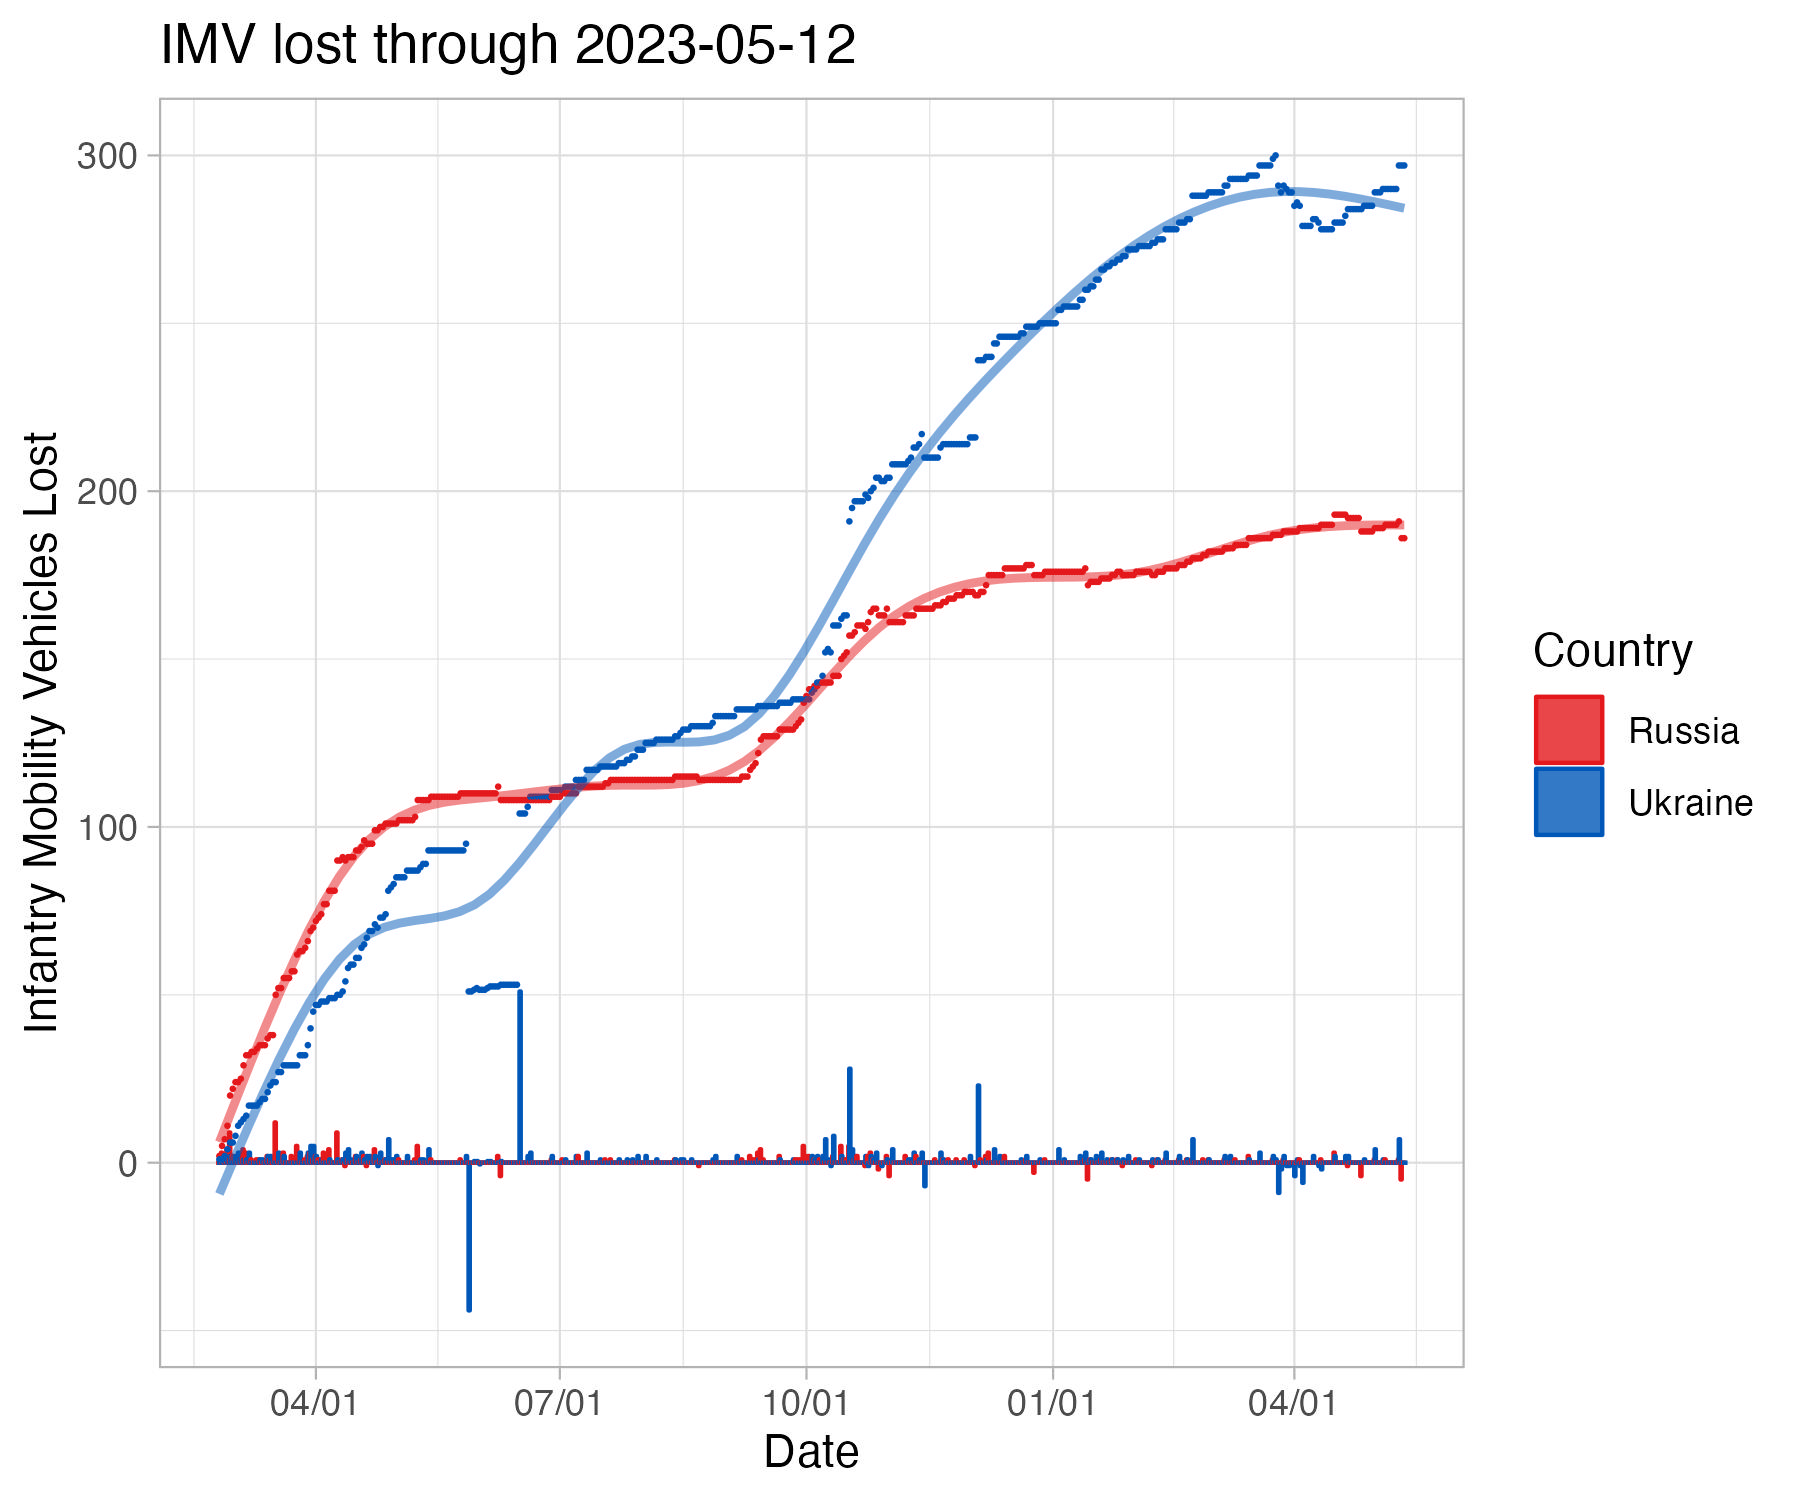 IMV lost through 2023-05-12
Infantry Mobility Vehicles Lost
300
200
100
0
04/01
07/01
10/01
01/01
04/01
Date
Country
Russia
Ukraine